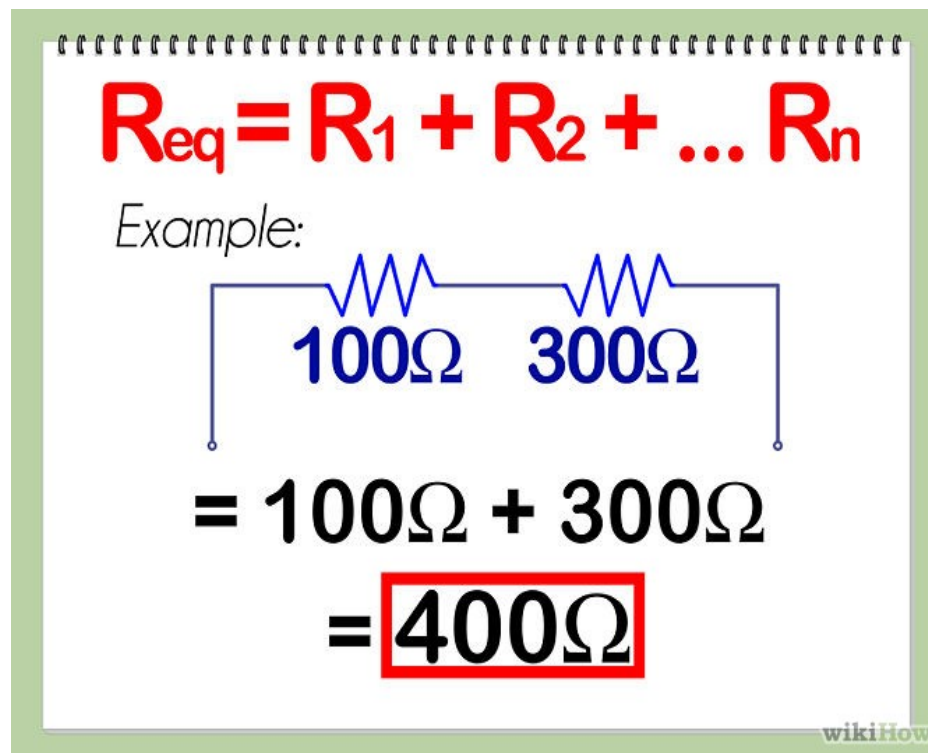 Req = R1 + R2 + ... Rn
Example:
100Ω 300Ω
= 100Ω + 300Ω
= 400Ω
wikiHow